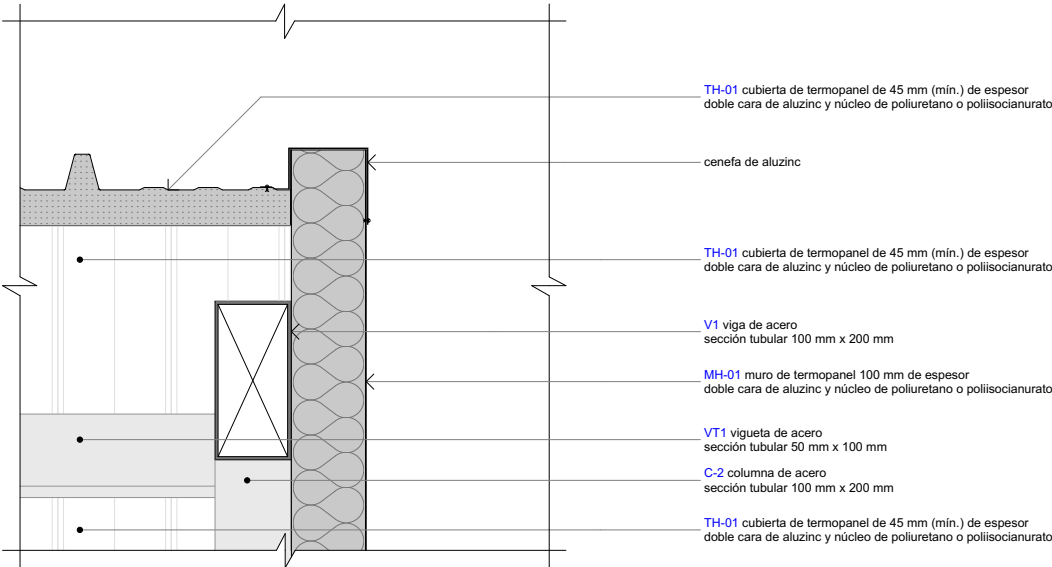 TH-01 cubierta de termopanel de 45 mm (mín.) de espesor
doble cara de aluzinc y núcleo de poliuretano o poliisocianurato
cenefa de aluzinc
TH-01 cubierta de termopanel de 45 mm (mín.) de espesor
doble cara de aluzinc y núcleo de poliuretano o poliisocianurato
V1 viga de acero
sección tubular 100 mm x 200 mm
MH-01 muro de termopanel 100 mm de espesor
doble cara de aluzinc y núcleo de poliuretano o poliisocianurato
VT1 vigueta de acero
sección tubular 50 mm x 100 mm
C-2 columna de acero
sección tubular 100 mm x 200 mm
TH-01 cubierta de termopanel de 45 mm (mín.) de espesor
doble cara de aluzinc y núcleo de poliuretano o poliisocianurato